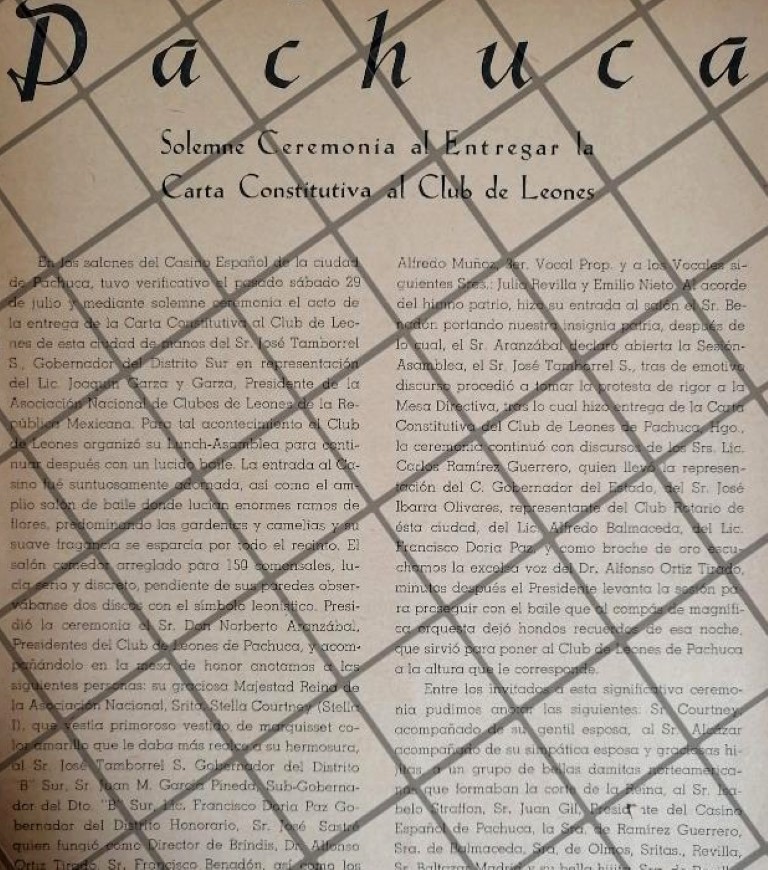 Pachuca
Solemne Ceremonia al Entregar la
Carta Constitutiva al Club de Leones
En los salones del Casino Español de la ciudad
de Pachuca, tuvo verificativo el pasado sábado 29
de julio y mediante solemne ceremonia el acto de
la entrega de la Carta Constitutiva al Club de Leo-
nes de esta ciudad de manos del Sr. José Tamborrel
S., Gobernador del Distrito Sur en representación
del Lic. Joaquín Garza y Garza, Presidente de la
Asociación Nacional de Clubes de Leones de la Re-
pública Mexicana. Para tal acontecimiento el Club
de Leones organizó su Lunch-Asamblea para conti-
nuar después con un lucido baile. La entrada al Ca-
sino fué suntuosamente adornada, así como el am-
plio salón de baile donde lucían enormes ramos de
flores, predominando las gardenias y camelias y su
suave fragancia se esparcía por todo el recinto. El
salón comedor arreglado para 150 comensales, lu-
cía serio y discreto, pendiente de sus paredes obser-
vábanse dos discos con el símbolo leonístico. Presi-
dió la ceremonia el Sr. Don Norberto Aranzábal,
Presidentes del Club de Leones de Pachuca, y acom-
pañándolo en la mesa de honor anotamos a las
siguientes personas: su graciosa Majestad Reina de
la Asociación Nacional, Srita. Stella Courtney (Stella
I), que vestía primoroso vestido de marquisset co-
lor amarillo que le daba más realce a su hermosura,
al Sr. José Tamborrel S. Gobernador del Distrito
"B" Sur, Sr. Juan M. García Pineda, Sub-Goberna-
dor del Dto. "B" Sur, Lic. Francisco Doria Paz Go-
bernador del Distrito Honorario, Sr. José Sastré
quien fungió como Director de Brindis, Dr. Alfonso
Ortiz Tirado, Sr. Francisco Benadón, así como los
Alfredo Muñoz, 3er. Vocal Prop. y a los Vocales si-
guientes Sres.: Julio Revilla y Emilio Nieto. Al acorde
del himno patrio, hizo su entrada al salón el Sr. Be-
nadón portando nuestra insignia patria, después de
lo cual, el Sr. Aranzábal declaró abierta la Sesión-
Asamblea, el Sr. José Tamborrel S., tras de emotivo
discurso procedió a tomar la protesta de rigor a la
Mesa Directiva, tras lo cual hizo entrega de la Carta
Constitutiva del Club de Leones de Pachuca, Hgo.,
la ceremonia continuó con discursos de los Srs. Lic.
Carlos Ramírez Guerrero, quien llevó la represen-
tación del C. Gobernador del Estado, del Sr. José
Ibarra Olivares, representante del Club Rotario de
ésta ciudad, del Lic. Alfredo Balmaceda, del Lic.
Francisco Doria Paz, y como broche de oro escu-
chamos la excelsa voz del Dr. Alfonso Ortiz Tirado,
minutos después el Presidente levanta la sesión pa-
ra proseguir con el baile que al compás de magnífi-
ca orquesta dejó hondos recuerdos de esa noche,
que sirvió para poner al Club de Leones de Pachuca
a la altura que le corresponde.
Entre los invitados a esta significativa ceremo-
nia pudimos anotar las siguientes: Sr. Courtney,
acompañado de su gentil esposa, al Sr. Alcazar
acompañado de su simpática esposa y graciosas hi-
jitas a un grupo de bellas damitas norteamerica-
nas que formaban la corte de la Reina, al Sr. Isa-
belo Straffon, Sr. Juan Gil, Presidente del Casino
Español de Pachuca, la Sra. de Ramírez Guerrero,
Sra. de Balmaceda, Sra. de Olmos, Sritas., Revilla,
Sr. Baltazar Madrid y su bella hijita, Sra. de